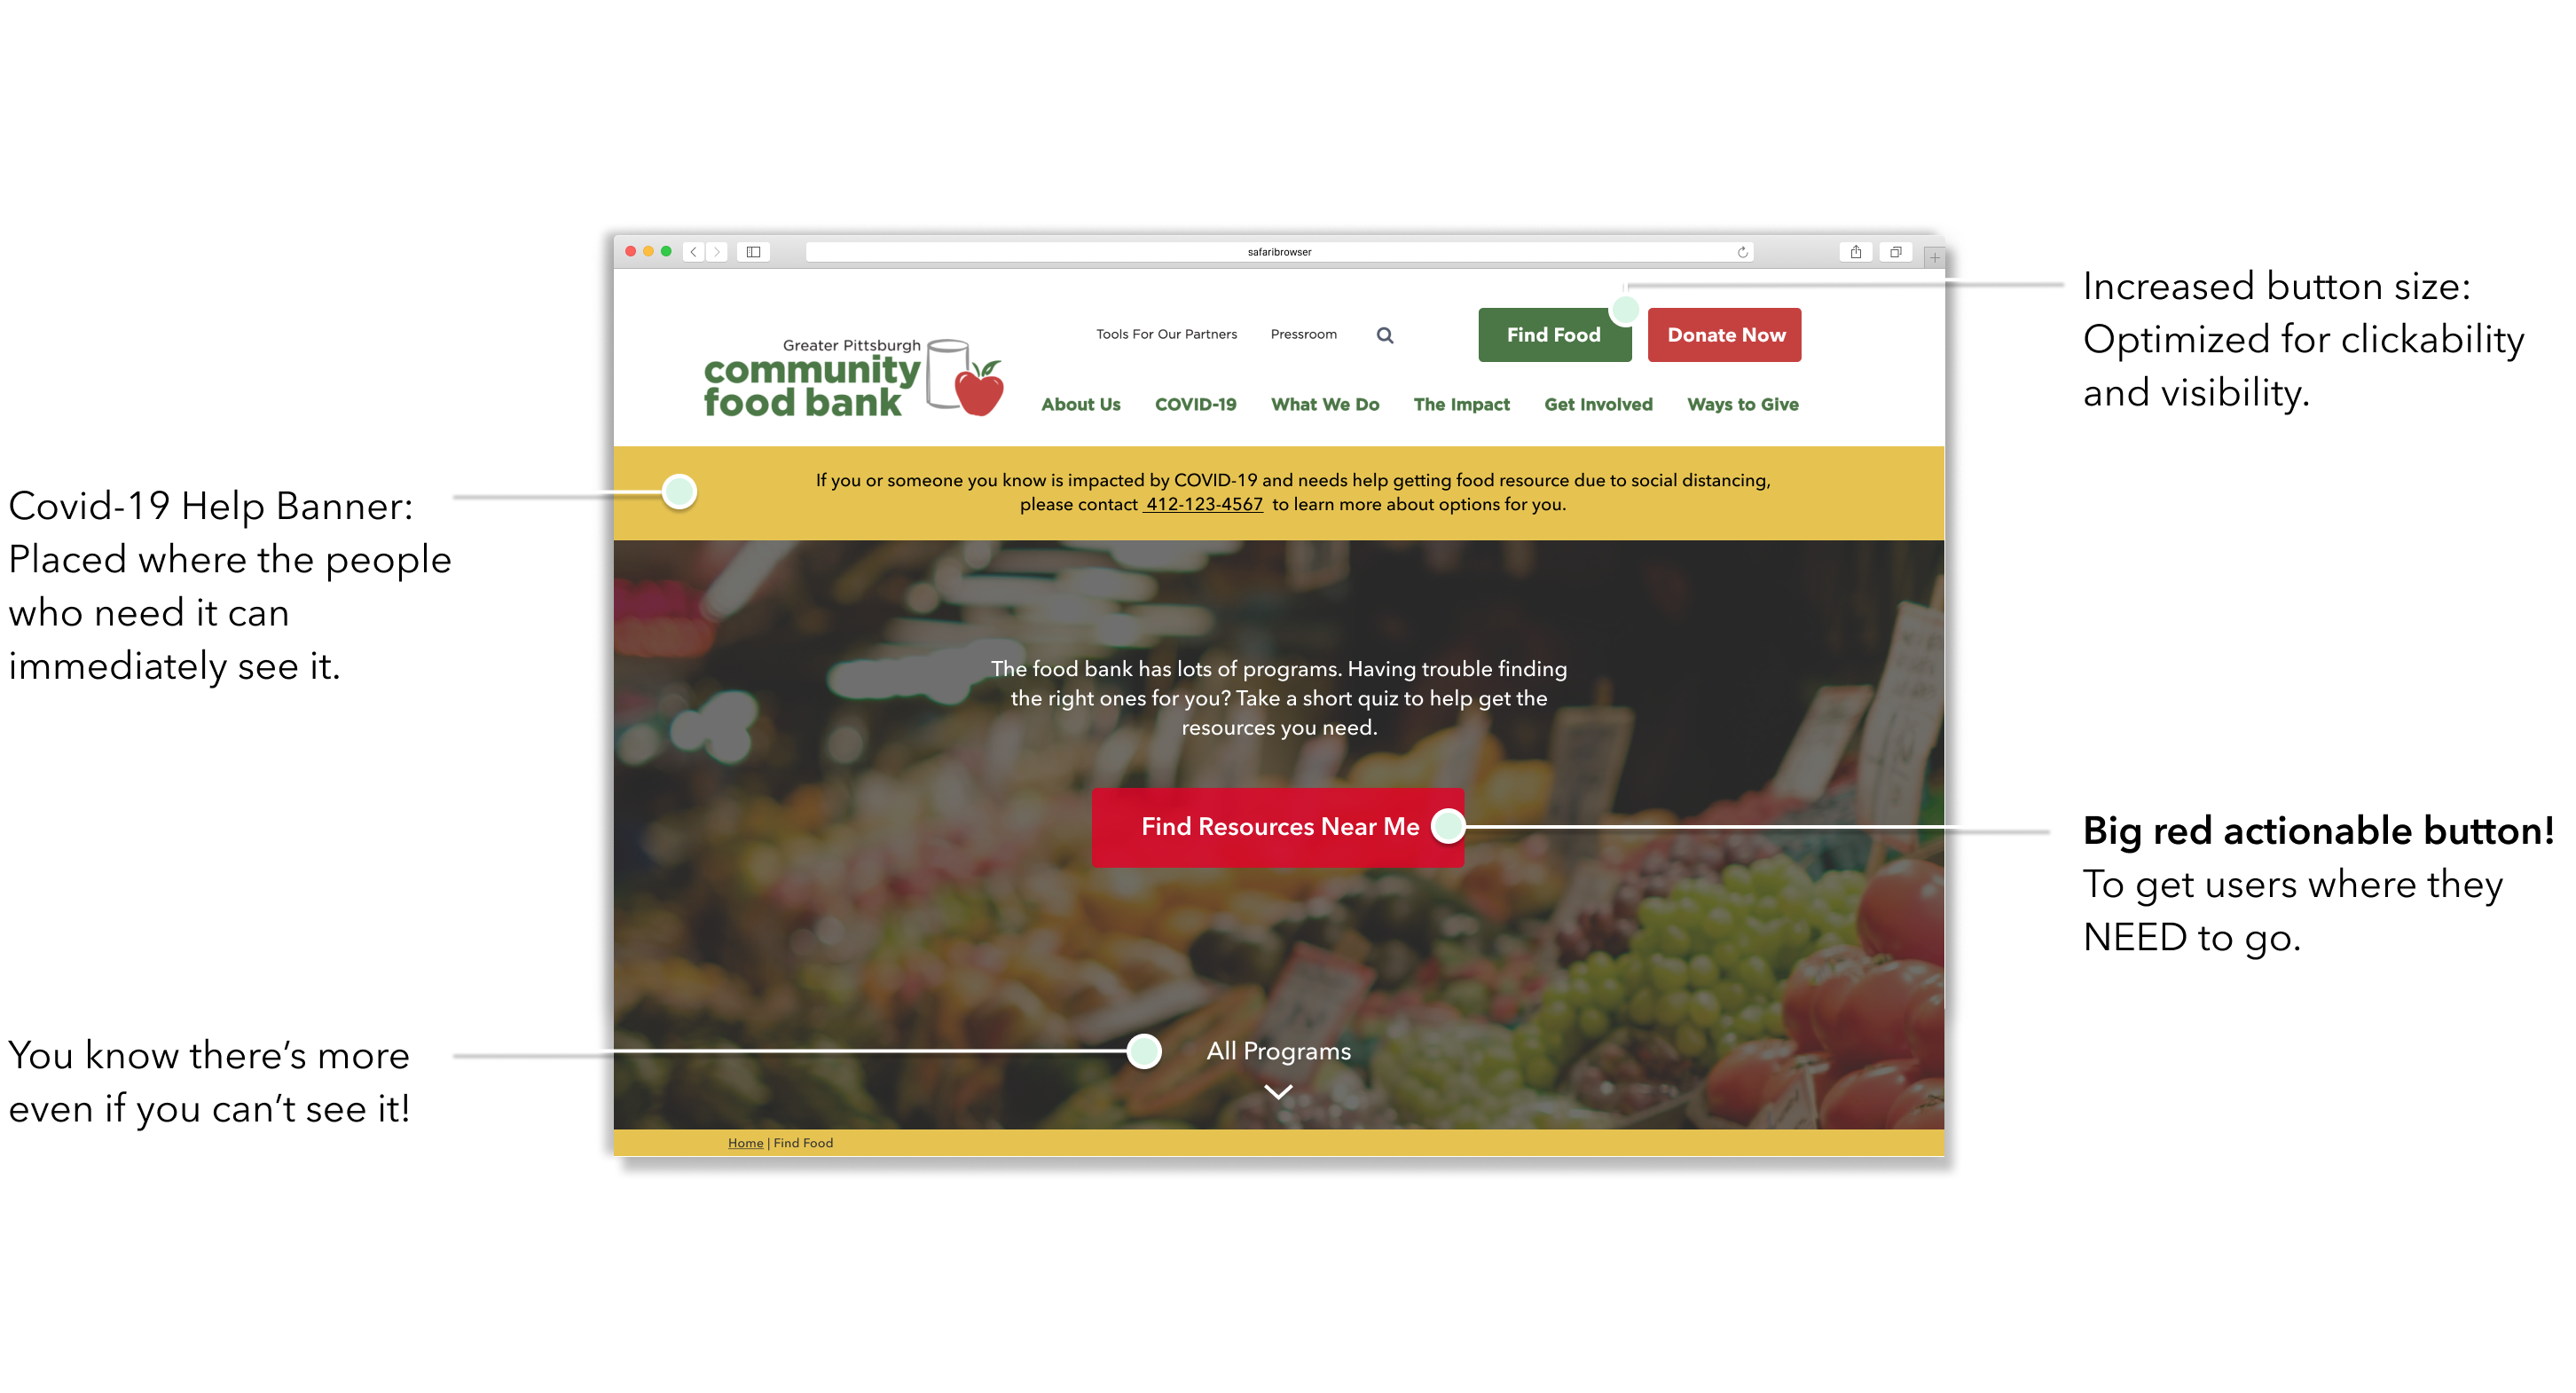 safaribrowser
Increased button size:
Optimized for clickability
and visibility.
Tools For Our Partners
Pressroom
Find Food
Donate Now
Greater Pittsburgh
community
food bank
About Us
COVID-19
What We Do
The Impact
Get Involved
Ways to Give
Covid-19 Help Banner:
Placed where the people
who need it can
immediately see it.
If you or someone you know is impacted by COVID-19 and needs help getting food resource due to social distancing,
please contact 412-123-4567 to learn more about options for you.
The food bank has lots of programs. Having trouble finding
the right ones for you? Take a short quiz to help get the
resources you need.
Find Resources Near Me
Big red actionable button!
To get users where they
NEED to go.
You know there’s more
even if you can’t see it!
All Programs
Home | Find Food